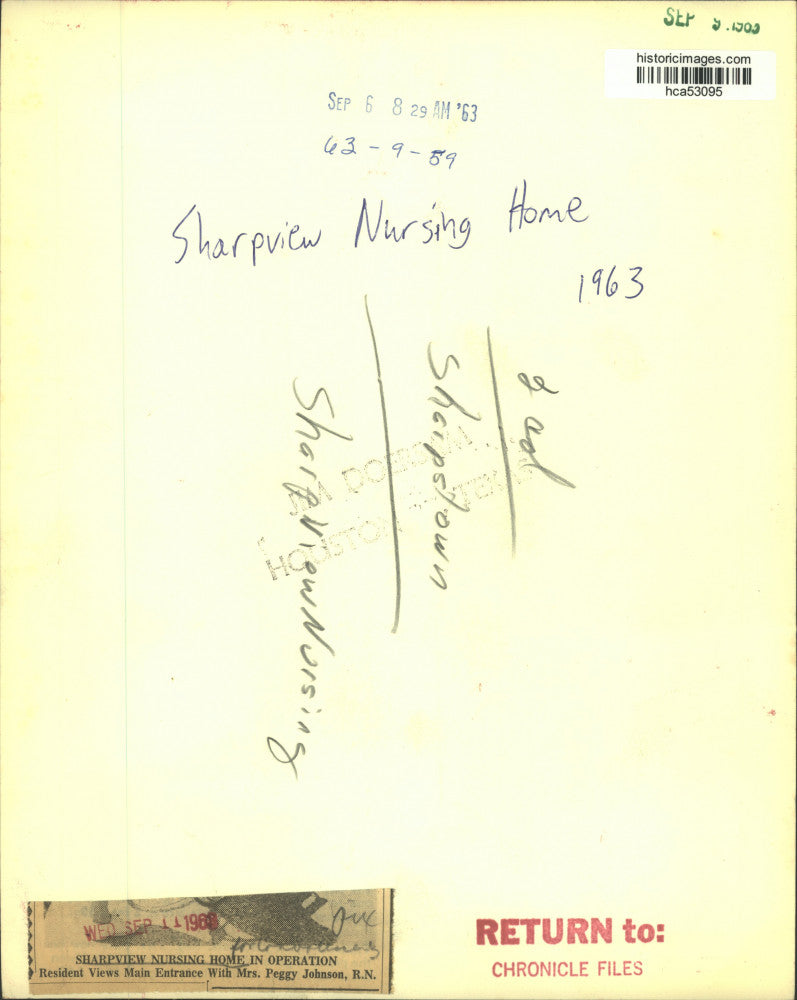 SEP 9 .1963
historicimages.com
hca53095
SEP 6 8 29 AM '63
63-9-59
Sharpview Nursing Home
1963
2 col
Sharpstown
HOUSTON
Sharpview Nursing
WED SEP 11 1963
SHARPVIEW NURSING HOME IN OPERATION
Resident Views Main Entrance With Mrs. Peggy Johnson, R.N.
RETURN to:
CHRONICLE FILES